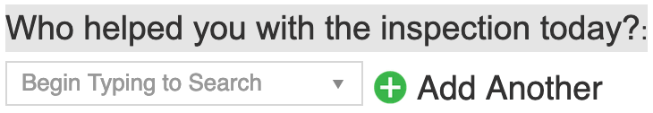 Who helped you with the inspection today?:
Begin Typing to Search
Add Another